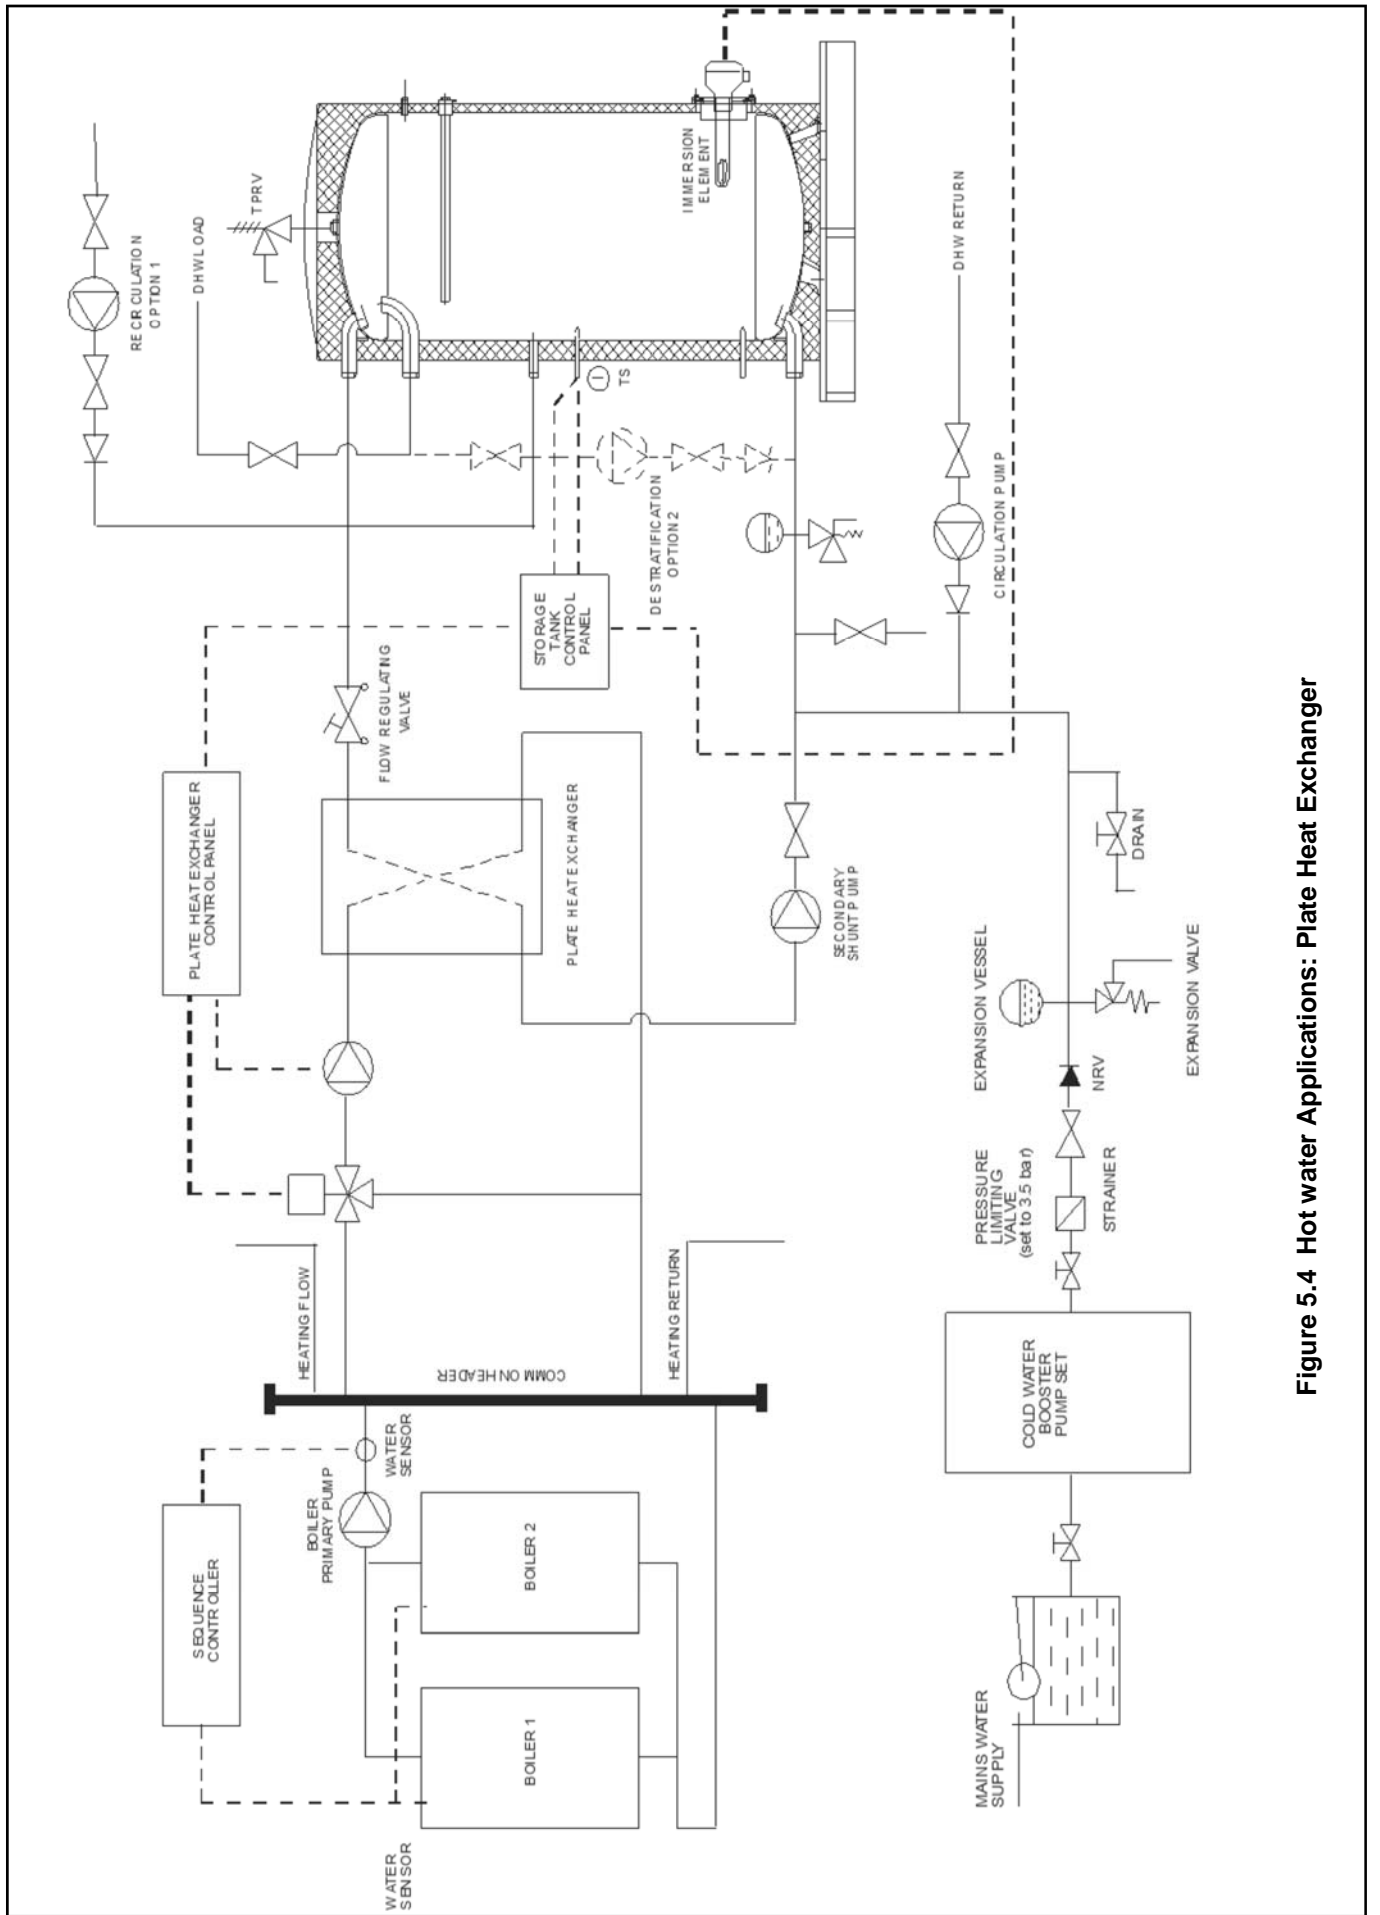 WATER
SENSOR
SEQUENCE
CONTROLLER
BOILER 1
BOILER 2
BOILER
PRIMARY PUMP
WATER
SENSOR
HEATING FLOW
COMMON HEADER
HEATING RETURN
PLATE HEAT EXCHANGER
CONTROL PANEL
PLATE HEAT EXCHANGER
FLOW REGULATING
VALVE
STORAGE
TANK
CONTROL
PANEL
RECIRCULATION
OPTION 1
DHW LOAD
TPRV
TS
IMMERSION
ELEMENT
DESTRATIFICATION
OPTION 2
SECONDARY
SHUNT PUMP
CIRCULATION PUMP
DHW RETURN
MAINS WATER
SUPPLY
COLD WATER
BOOSTER
PUMP SET
PRESSURE
LIMITING
VALVE
(set to 3.5 bar)
STRAINER
NRV
EXPANSION VESSEL
EXPANSION VALVE
DRAIN
Figure 5.4 Hot water Applications: Plate Heat Exchanger